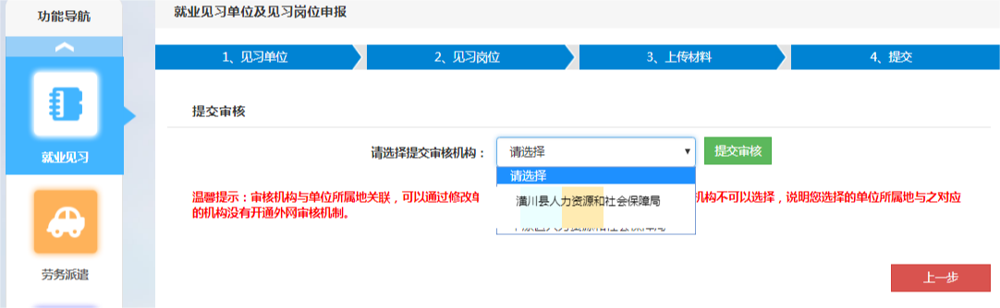 功能导航
就业见习
劳务派遣
就业见习单位及见习岗位申报
1、见习单位
2、见习岗位
3、上传材料
4、提交
提交审核
请选择提交审核机构：
请选择
提交审核
请选择
潢川县人力资源和社会保障局
温馨提示：审核机构与单位所属地关联，可以通过修改单
机构不可以选择，说明您选择的单位所属地与之对应
的机构没有开通外网审核机制。
上一步